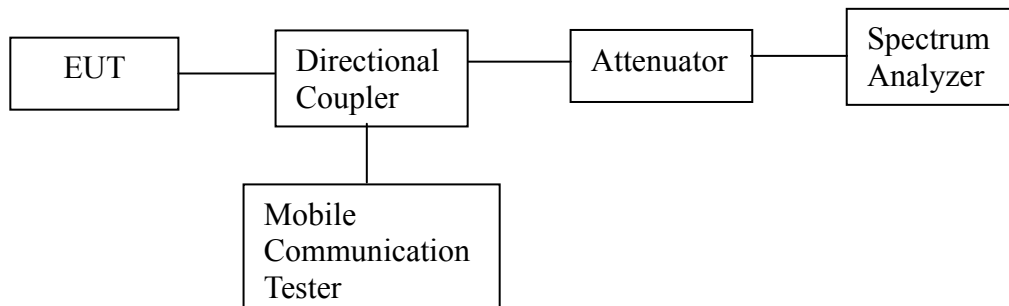 EUT
Directional
Coupler
Attenuator
Spectrum
Analyzer
Mobile
Communication
Tester